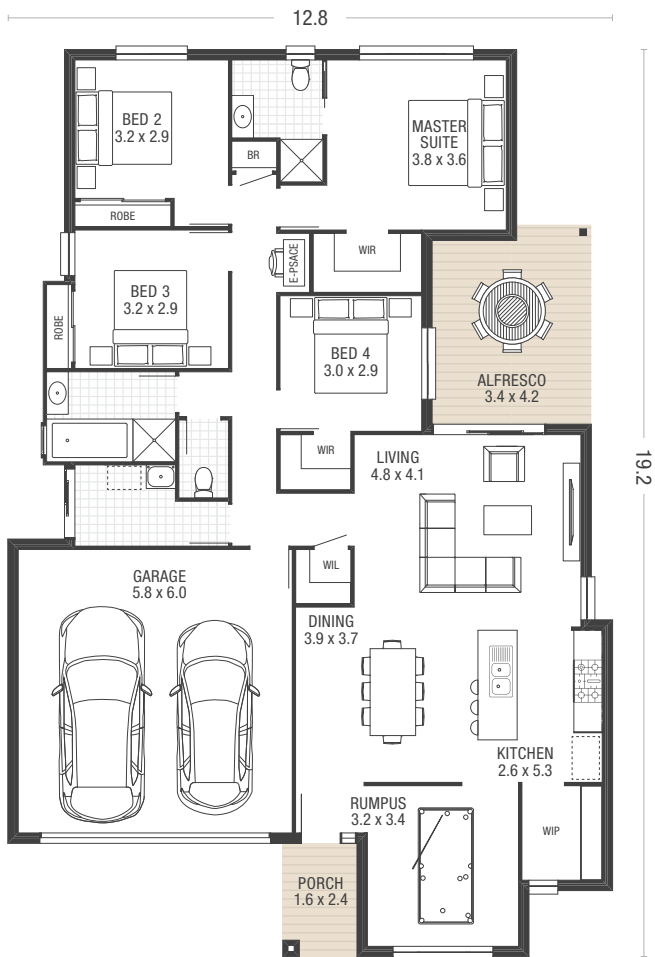 12.8
BED 2
3.2 x 2.9
MASTER
SUITE
3.8 x 3.6
BR
ROBE
E-PSACE
WIR
BED 3
3.2 x 2.9
ROBE
BED 4
3.0 x 2.9
ALFRESCO
3.4 x 4.2
WIR
LIVING
4.8 x 4.1
19.2
WIL
GARAGE
5.8 x 6.0
DINING
3.9 x 3.7
KITCHEN
2.6 x 5.3
RUMPUS
3.2 x 3.4
WIP
PORCH
1.6 x 2.4